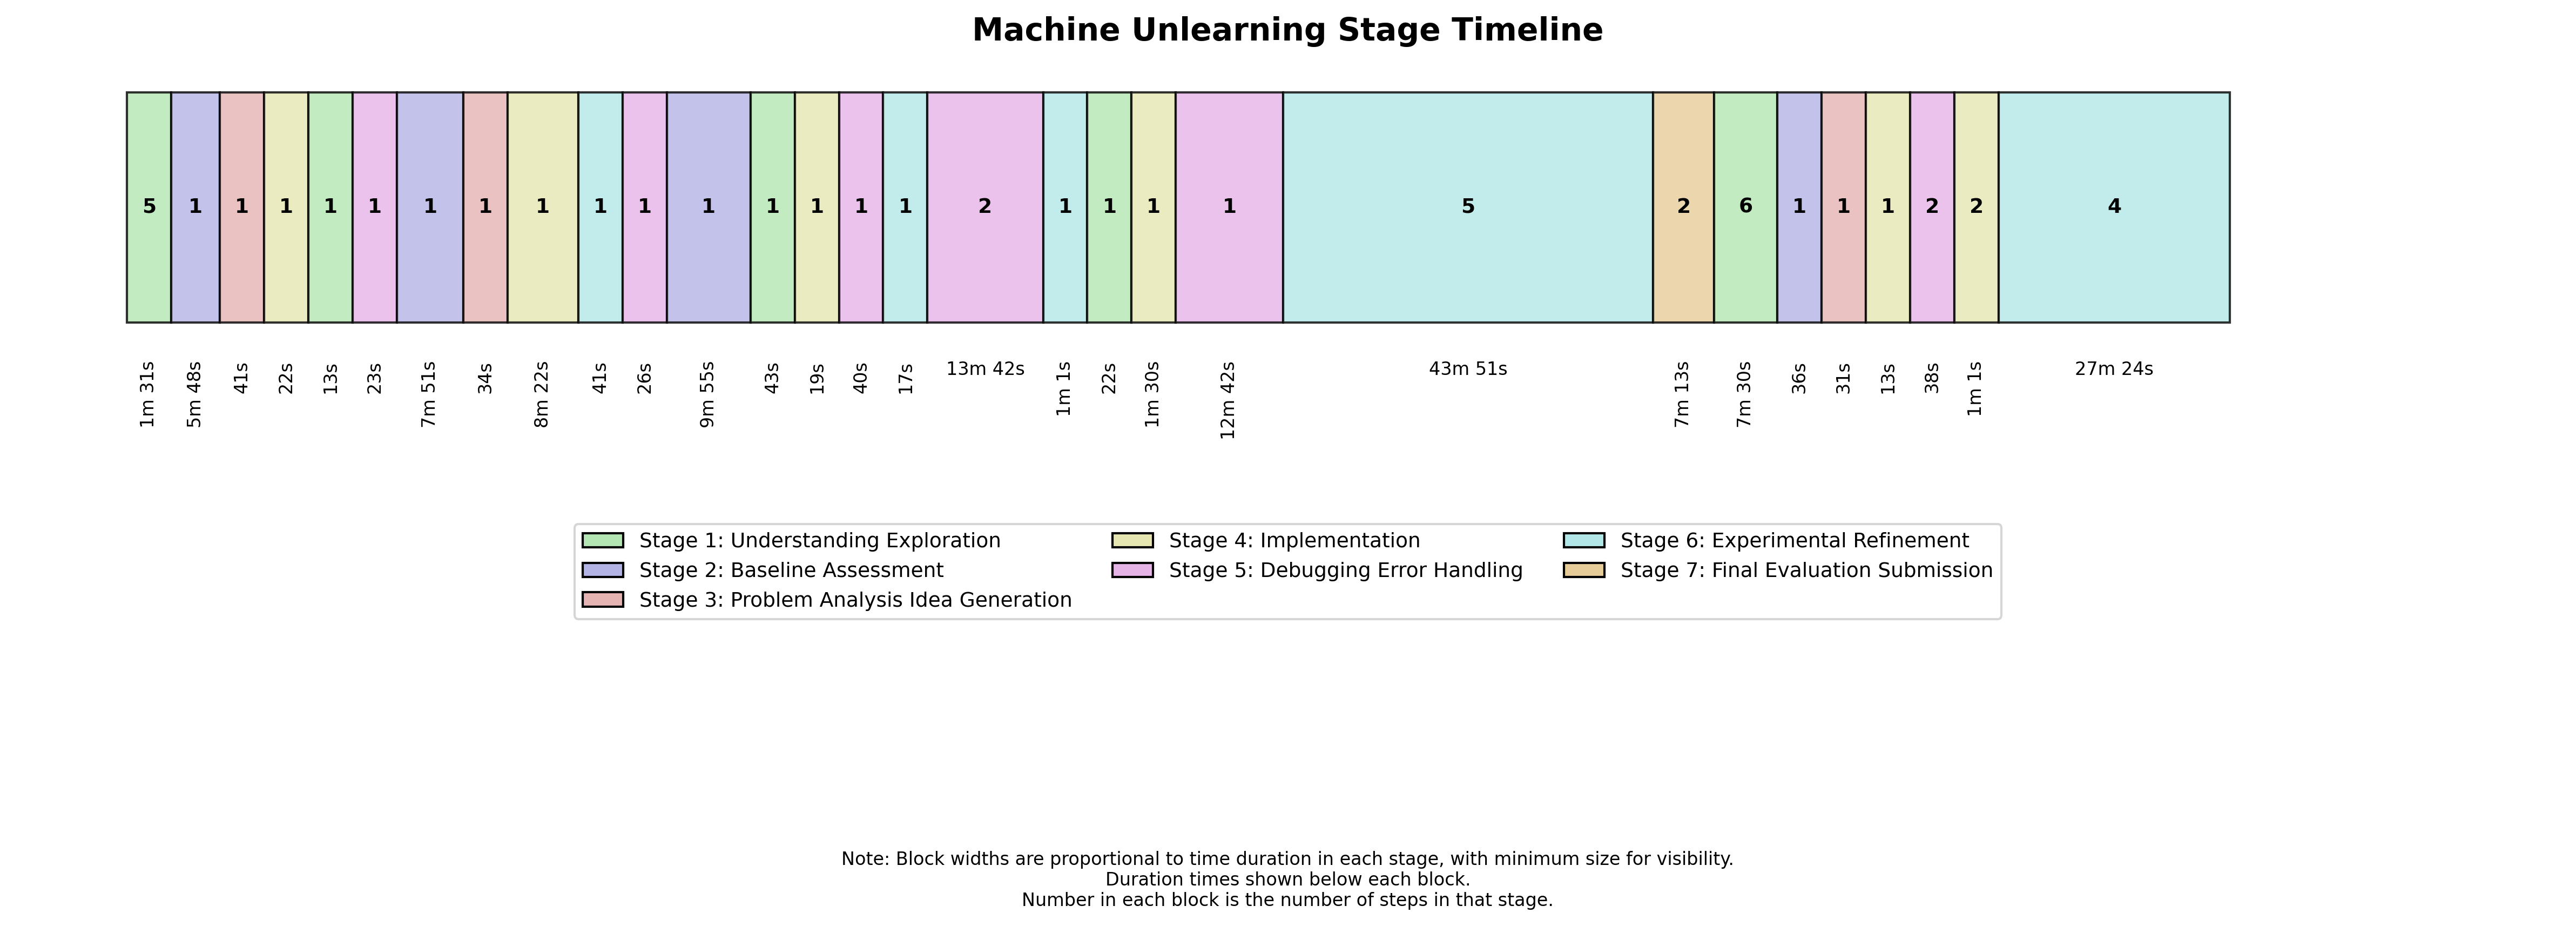 Machine Unlearning Stage Timeline
5 1 1 1 1 1 1 1 1 1 1 1 1 1 1 1 2 1 1 1 1 5 2 6 1 1 1 2 2 4
1m 31s 5m 48s 41s 22s 13s 23s 7m 51s 34s 8m 22s 41s 26s 9m 55s 43s 19s 40s 17s 13m 42s 1m 1s 22s 1m 30s 12m 42s 43m 51s 7m 13s 7m 30s 36s 31s 13s 38s 1m 1s 27m 24s
Stage 1: Understanding Exploration
Stage 2: Baseline Assessment
Stage 3: Problem Analysis Idea Generation
Stage 4: Implementation
Stage 5: Debugging Error Handling
Stage 6: Experimental Refinement
Stage 7: Final Evaluation Submission
Note: Block widths are proportional to time duration in each stage, with minimum size for visibility.
Duration times shown below each block.
Number in each block is the number of steps in that stage.